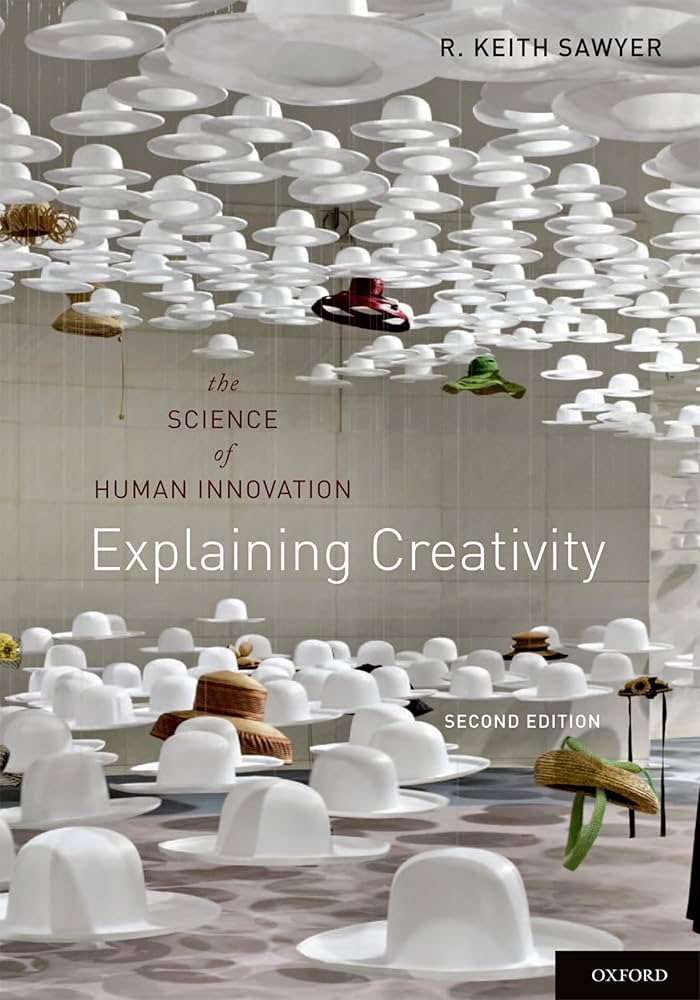 R. KEITH SAWYER
the
SCIENCE
of
HUMAN INNOVATION
Explaining Creativity
SECOND EDITION
OXFORD